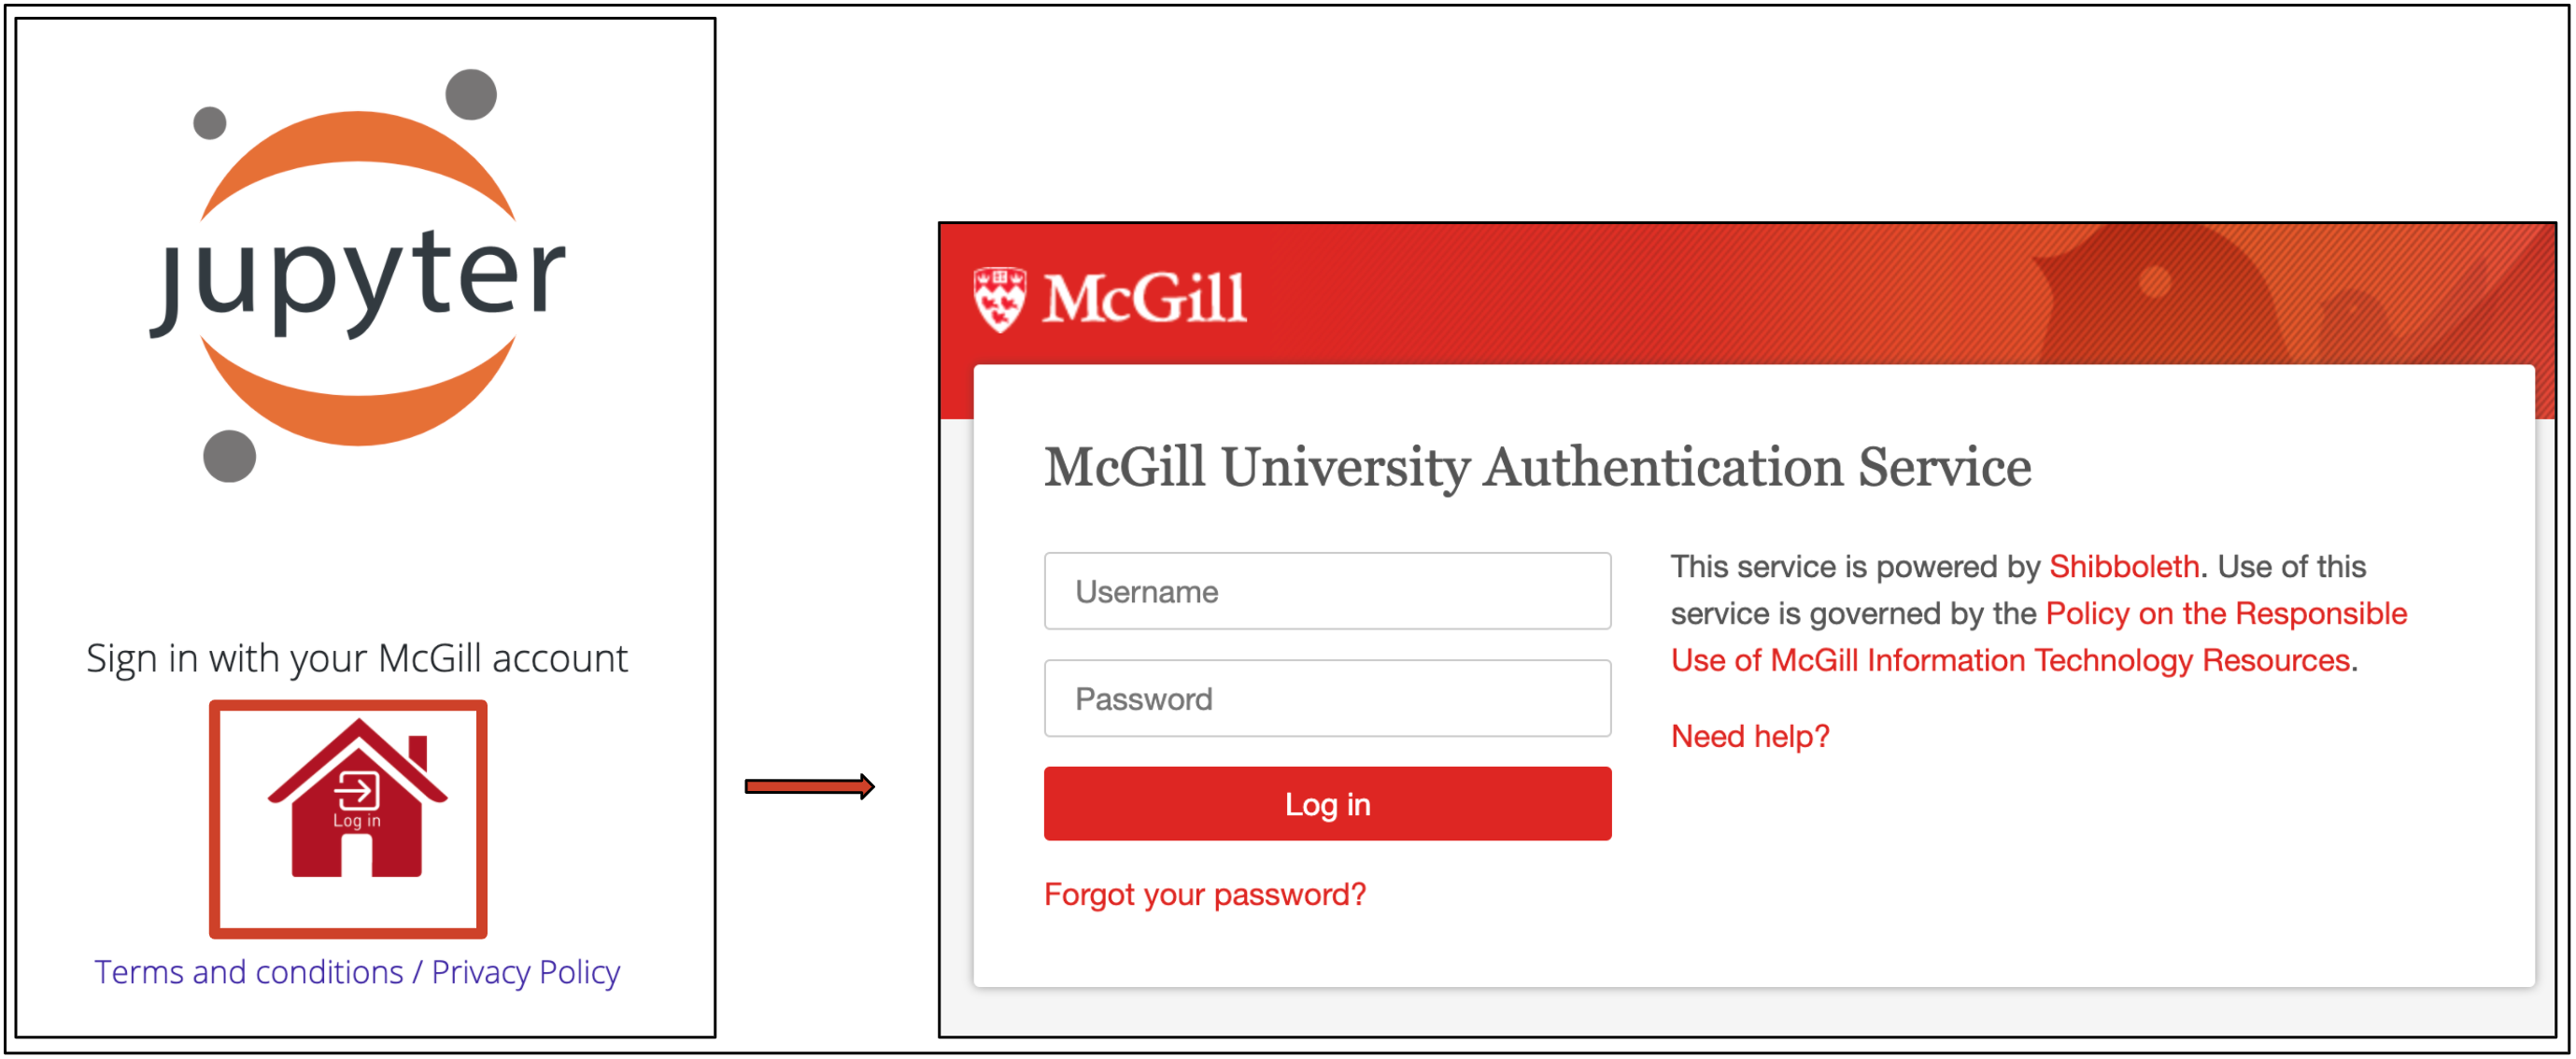 jupyter
Sign in with your McGill account
Log in
Terms and conditions / Privacy Policy
McGill
McGill University Authentication Service
Username
Password
Log in
Forgot your password?
This service is powered by Shibboleth. Use of this
service is governed by the Policy on the Responsible
Use of McGill Information Technology Resources.
Need help?